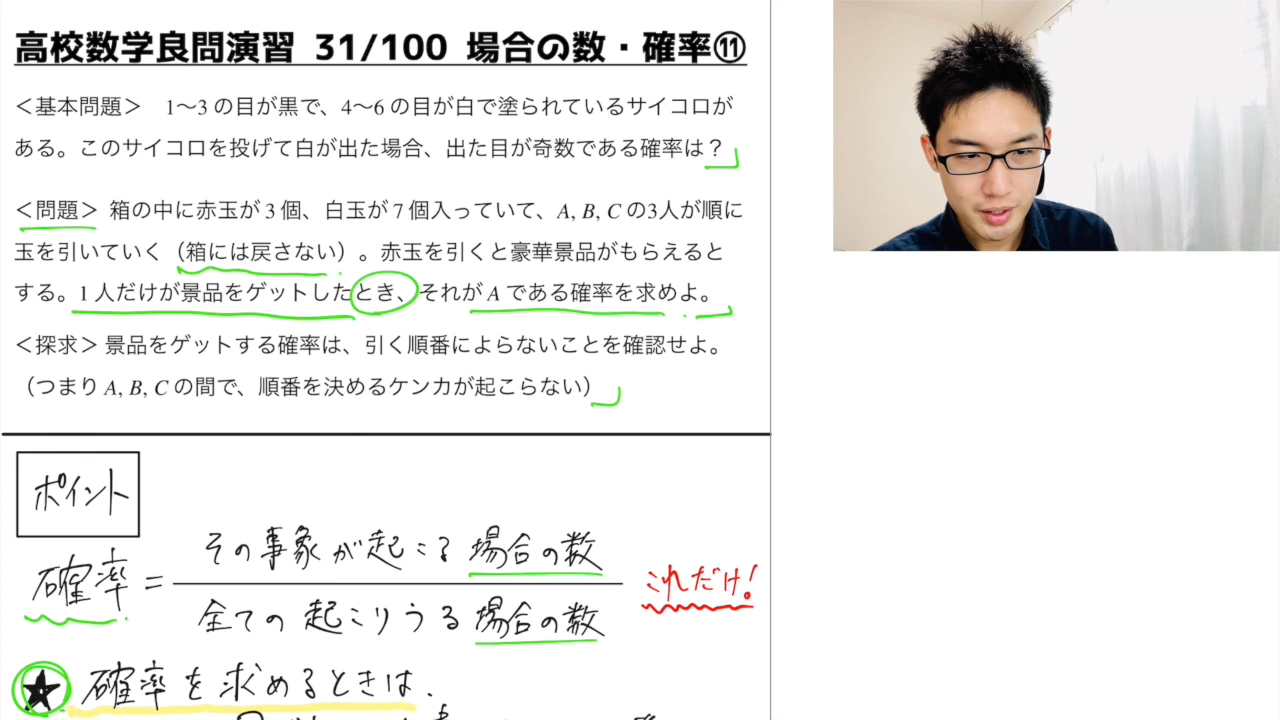 高校数学良問演習 31/100 場合の数・確率⑪
＜基本問題＞ 1〜3 の目が黒で、4〜6 の目が白で塗られているサイコロが
ある。このサイコロを投げて白が出た場合、出た目が奇数である確率は？
＜問題＞ 箱の中に赤玉が 3 個、白玉が 7 個入っていて、A, B, C の3人が順に
玉を引いていく（箱には戻さない）。赤玉を引くと豪華景品がもらえると
する。1 人だけが景品をゲットしたとき、それが A である確率を求めよ。
＜探求＞ 景品をゲットする確率は、引く順番によらないことを確認せよ。
（つまり A, B, C の間で、順番を決めるケンカが起こらない）
ポイント
その事象が起こる場合の数
確率 =
これだけ!
全ての起こりうる場合の数
★ 確率を求めるときは.